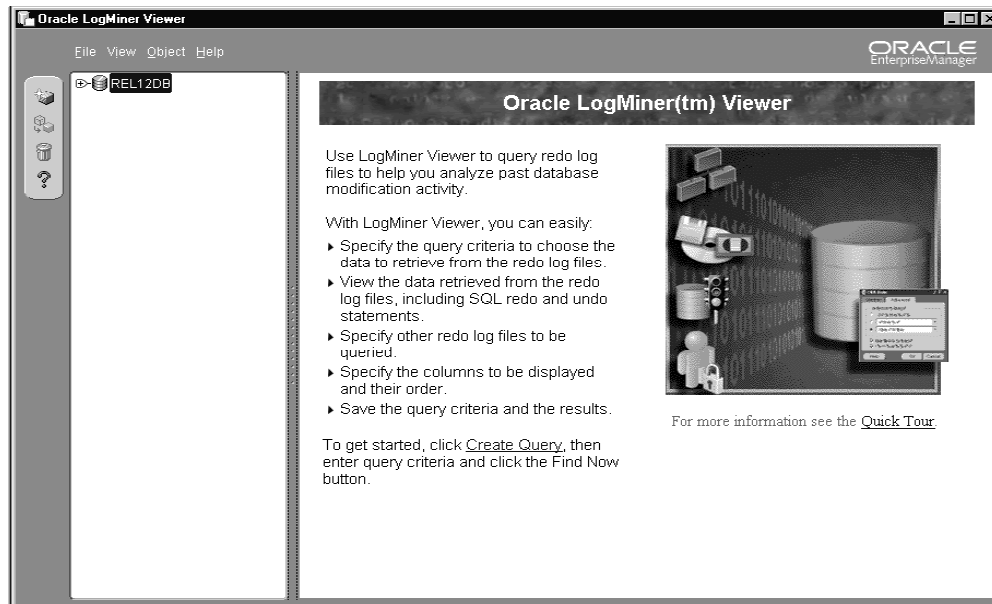 Oracle LogMiner Viewer
File View Object Help
ORACLE
EnterpriseManager
REL12DB
Oracle LogMiner(tm) Viewer
Use LogMiner Viewer to query redo log
files to help you analyze past database
modification activity.
With LogMiner Viewer, you can easily:
Specify the query criteria to choose the
data to retrieve from the redo log files.
View the data retrieved from the redo
log files, including SQL redo and undo
statements.
Specify other redo log files to be
queried.
Specify the columns to be displayed
and their order.
Save the query criteria and the results.
To get started, click Create Query, then
enter query criteria and click the Find Now
button.
For more information see the Quick Tour.